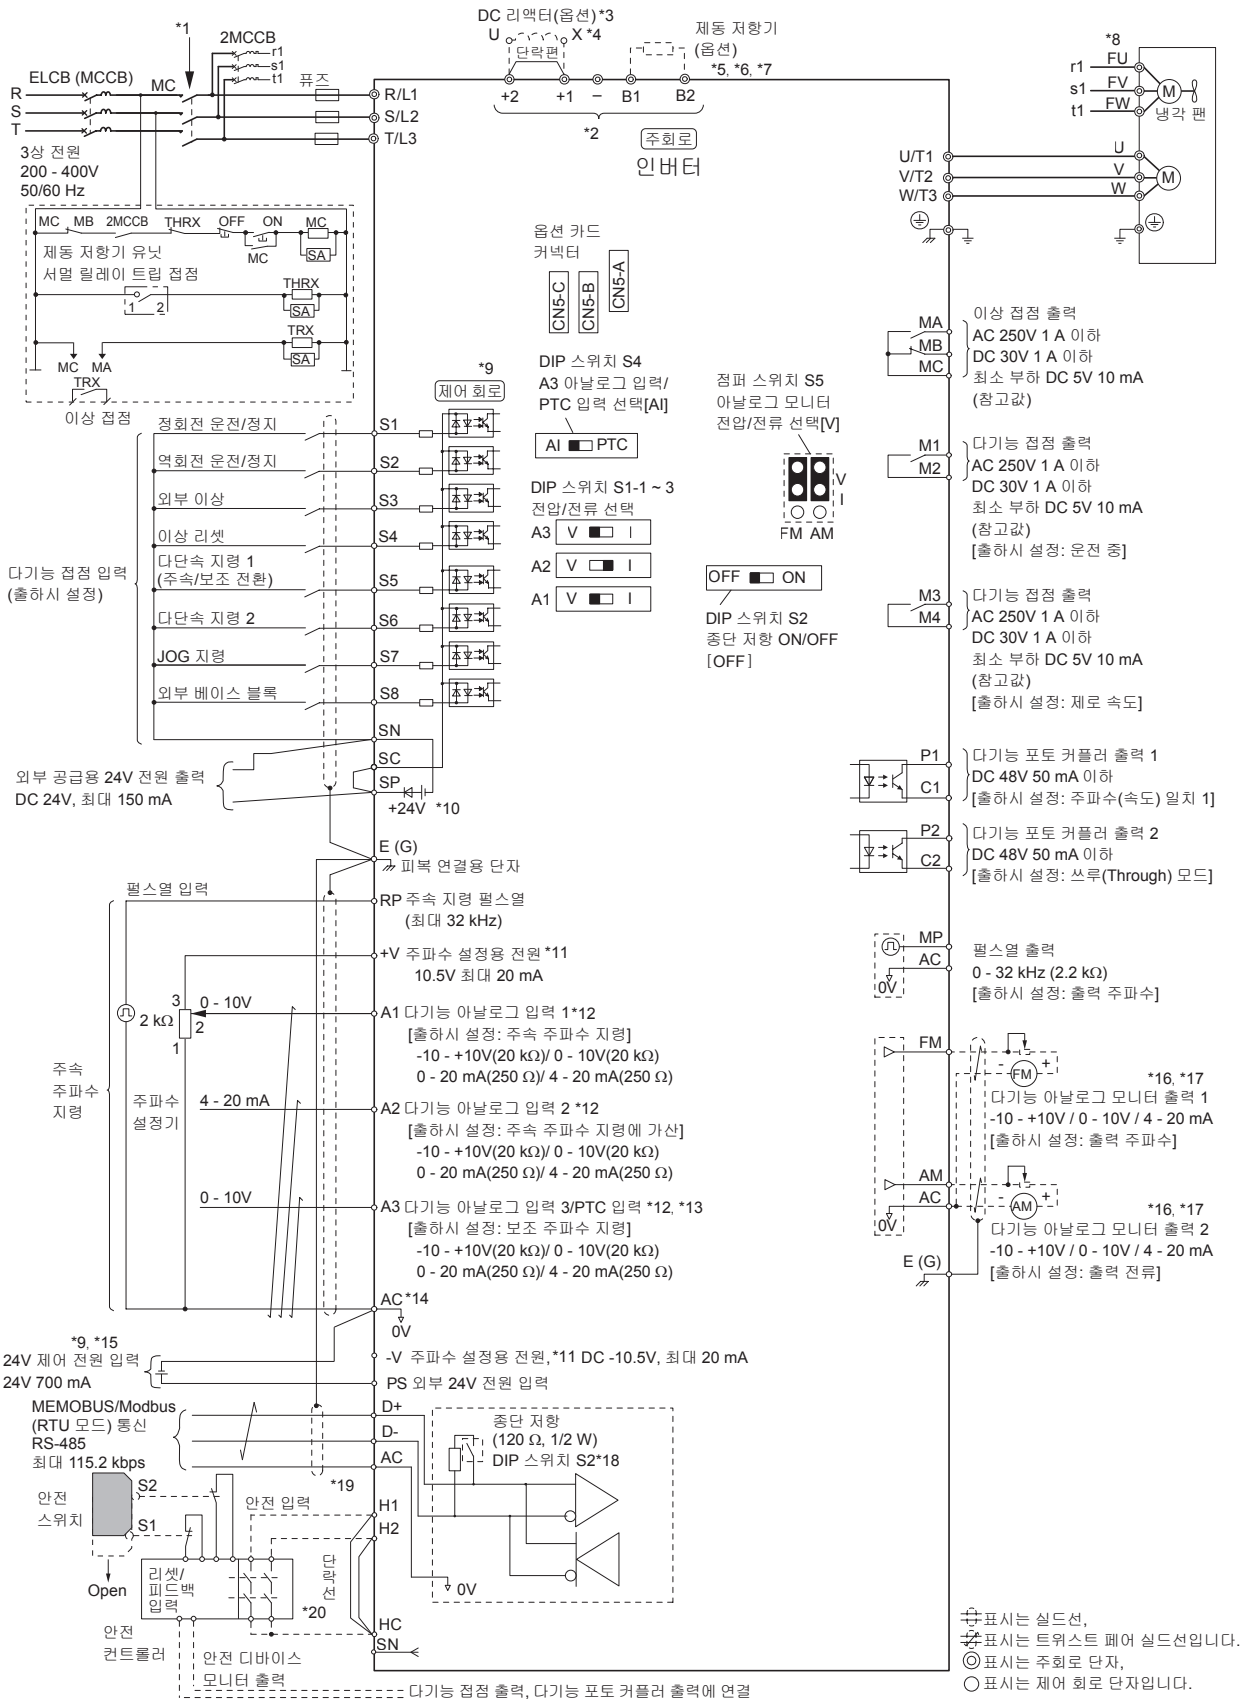 DC 리액터(옵션)*3
U X *4
단락편
제동 저항기
(옵션)
*5, *6, *7
+2 +1 – B1 B2
*2
주회로
인버터
*1
2MCCB
r1
s1
t1
ELCB (MCCB)
MC
퓨즈
R
S
T
R/L1
S/L2
T/L3
3상 전원
200 - 400V
50/60 Hz
MC MB 2MCCB THRX OFF ON MC
SA
MC
제동 저항기 유닛
서멀 릴레이 트립 접점
1 2
THRX
SA
TRX
SA
MC MA
TRX
이상 접점
*8
r1 FU
s1 FV
t1 FW
M
냉각 팬
U/T1 U
V/T2 V
W/T3 W
M
옵션 카드
커넥터
CN5-C
CN5-B
CN5-A
*9
제어 회로
DIP 스위치 S4
A3 아날로그 입력/
PTC 입력 선택[AI]
AI PTC
DIP 스위치 S1-1 ~ 3
전압/전류 선택
A3 V I
A2 V I
A1 V I
점퍼 스위치 S5
아날로그 모니터
전압/전류 선택[V]
V
I
FM AM
OFF ON
DIP 스위치 S2
종단 저항 ON/OFF
[OFF]
다기능 접점 입력
(출하시 설정)
정회전 운전/정지 S1
역회전 운전/정지 S2
외부 이상 S3
이상 리셋 S4
다단속 지령 1
(주속/보조 전환) S5
다단속 지령 2 S6
JOG 지령 S7
외부 베이스 블록 S8
SN
SC
SP
+24V *10
외부 공급용 24V 전원 출력
DC 24V, 최대 150 mA
E (G)
피복 연결용 단자
MA
MB
MC
이상 접점 출력
AC 250V 1 A 이하
DC 30V 1 A 이하
최소 부하 DC 5V 10 mA
(참고값)
M1
M2
다기능 접점 출력
AC 250V 1 A 이하
DC 30V 1 A 이하
최소 부하 DC 5V 10 mA
(참고값)
[출하시 설정: 운전 중]
M3
M4
다기능 접점 출력
AC 250V 1 A 이하
DC 30V 1 A 이하
최소 부하 DC 5V 10 mA
(참고값)
[출하시 설정: 제로 속도]
P1
C1
다기능 포토 커플러 출력 1
DC 48V 50 mA 이하
[출하시 설정: 주파수(속도) 일치 1]
P2
C2
다기능 포토 커플러 출력 2
DC 48V 50 mA 이하
[출하시 설정: 쓰루(Through) 모드]
MP
AC
0V
펄스열 출력
0 - 32 kHz (2.2 kΩ)
[출하시 설정: 출력 주파수]
FM
- FM +
*16, *17
다기능 아날로그 모니터 출력 1
-10 - +10V / 0 - 10V / 4 - 20 mA
[출하시 설정: 출력 주파수]
AM
AC
0V
- AM +
*16, *17
다기능 아날로그 모니터 출력 2
-10 - +10V / 0 - 10V / 4 - 20 mA
[출하시 설정: 출력 전류]
E (G)
주속
주파수
지령
펄스열 입력
RP 주속 지령 펄스열
(최대 32 kHz)
+V 주파수 설정용 전원 *11
10.5V 최대 20 mA
2 kΩ
3
2
1
주파수
설정기
0 - 10V
A1 다기능 아날로그 입력 1*12
[출하시 설정: 주속 주파수 지령]
-10 - +10V(20 kΩ)/ 0 - 10V(20 kΩ)
0 - 20 mA(250 Ω)/ 4 - 20 mA(250 Ω)
4 - 20 mA
A2 다기능 아날로그 입력 2 *12
[출하시 설정: 주속 주파수 지령에 가산]
-10 - +10V(20 kΩ)/ 0 - 10V(20 kΩ)
0 - 20 mA(250 Ω)/ 4 - 20 mA(250 Ω)
0 - 10V
A3 다기능 아날로그 입력 3/PTC 입력 *12, *13
[출하시 설정: 보조 주파수 지령]
-10 - +10V(20 kΩ)/ 0 - 10V(20 kΩ)
0 - 20 mA(250 Ω)/ 4 - 20 mA(250 Ω)
AC *14
0V
*9, *15
24V 제어 전원 입력
24V 700 mA
-V 주파수 설정용 전원,*11 DC -10.5V, 최대 20 mA
PS 외부 24V 전원 입력
MEMOBUS/Modbus
(RTU 모드) 통신
RS-485
최대 115.2 kbps
D+
D-
AC
*19
종단 저항
(120 Ω, 1/2 W)
DIP 스위치 S2*18
0V
안전
스위치
S2
S1
Open
안전 입력
H1
H2
단락선
리셋/
피드백
입력
*20
HC
SN
안전
컨트롤러
안전 디바이스
모니터 출력
다기능 접점 출력, 다기능 포토 커플러 출력에 연결
표시는 실드선,
표시는 트위스트 페어 실드선입니다.
표시는 주회로 단자,
표시는 제어 회로 단자입니다.